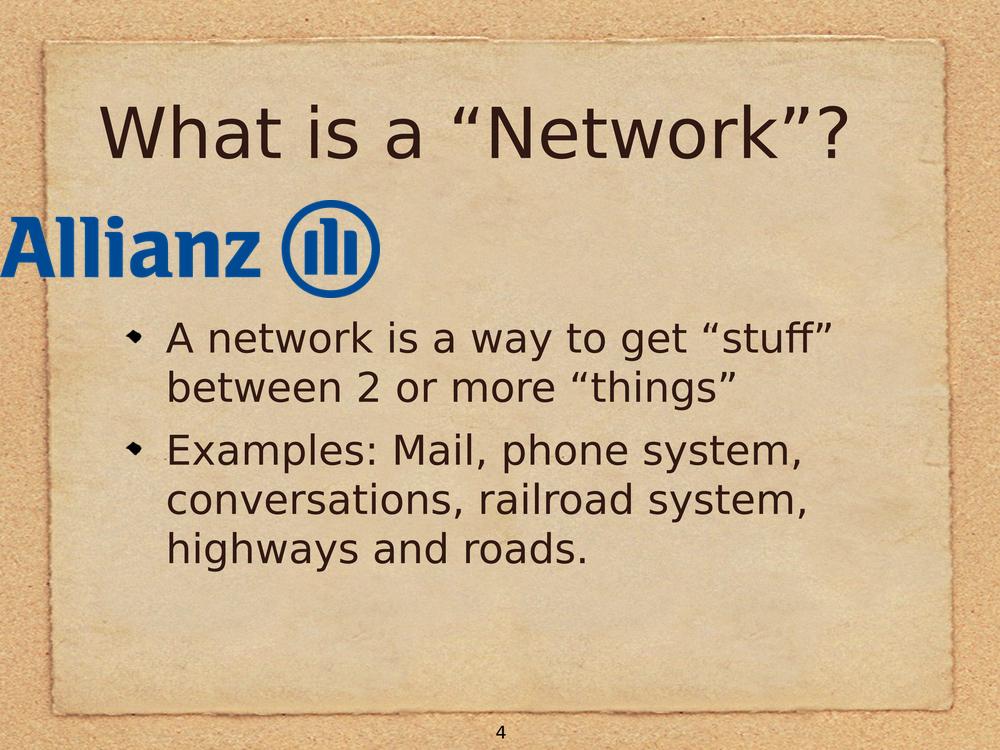 What is a “Network”?
Allianz
A network is a way to get “stuff”
between 2 or more “things”
Examples: Mail, phone system,
conversations, railroad system,
highways and roads.
4